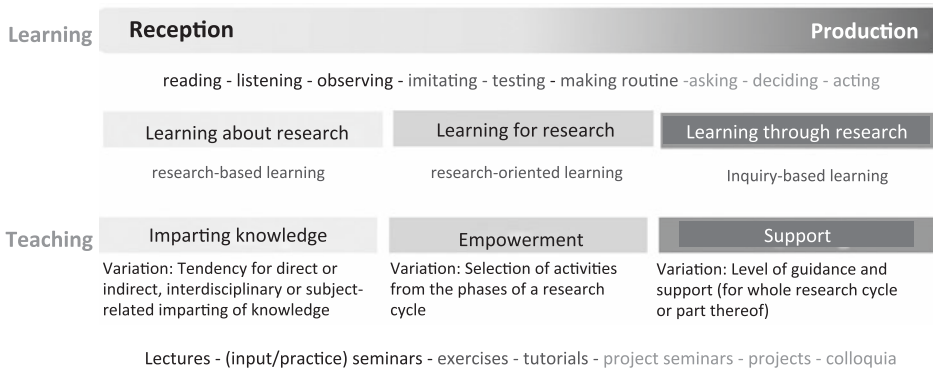 Learning Reception Production
reading - listening - observing - imitating - testing - making routine -asking - deciding - acting
Learning about research Learning for research Learning through research
research-based learning research-oriented learning Inquiry-based learning
Teaching Imparting knowledge Empowerment Support
Variation: Tendency for direct or
indirect, interdisciplinary or subject-
related imparting of knowledge
Variation: Selection of activities
from the phases of a research
cycle
Variation: Level of guidance and
support (for whole research cycle
or part thereof)
Lectures - (input/practice) seminars - exercises - tutorials - project seminars - projects - colloquia